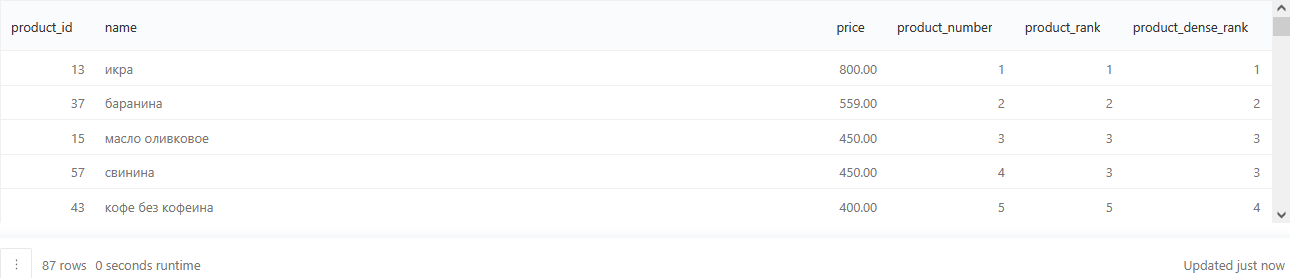 product_id name price product_number product_rank product_dense_rank
13 икра 800.00 1 1 1
37 баранина 559.00 2 2 2
15 масло оливковое 450.00 3 3 3
57 свинина 450.00 4 3 3
43 кофе без кофеина 400.00 5 5 4
87 rows 0 seconds runtime Updated just now